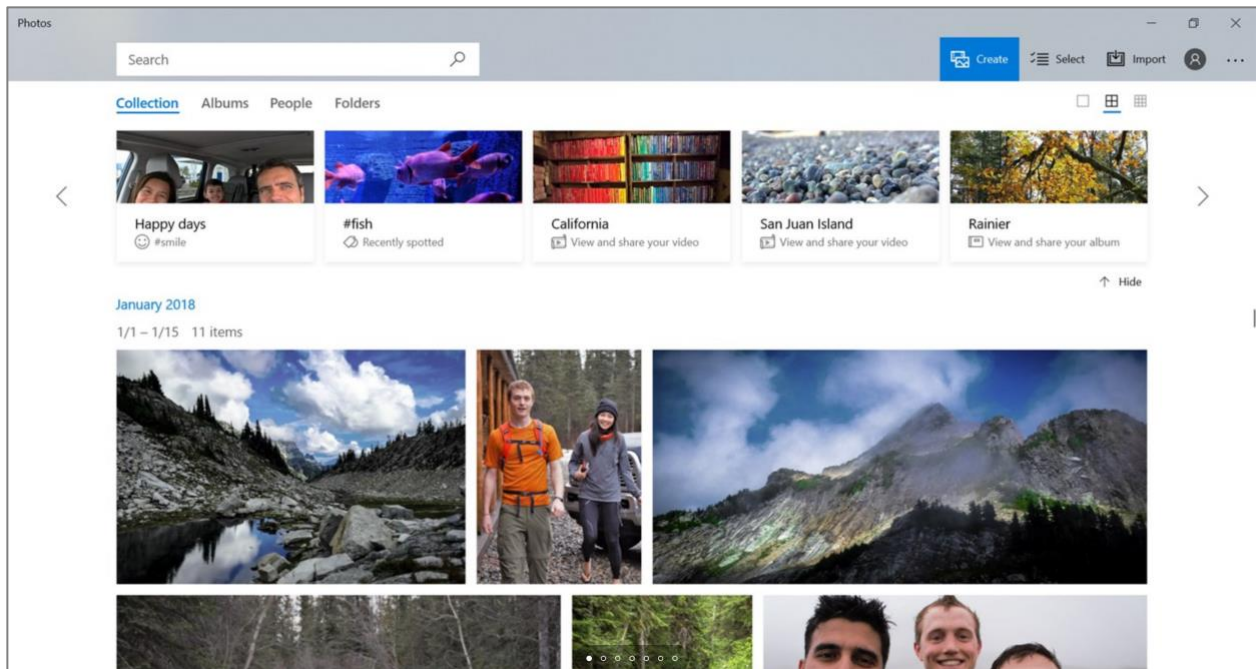 Photos
Search
Create Select Import
Collection Albums People Folders
Happy days
#smile
#fish
Recently spotted
California
View and share your video
San Juan Island
View and share your video
Rainier
View and share your album
Hide
January 2018
1/1 – 1/15 11 items